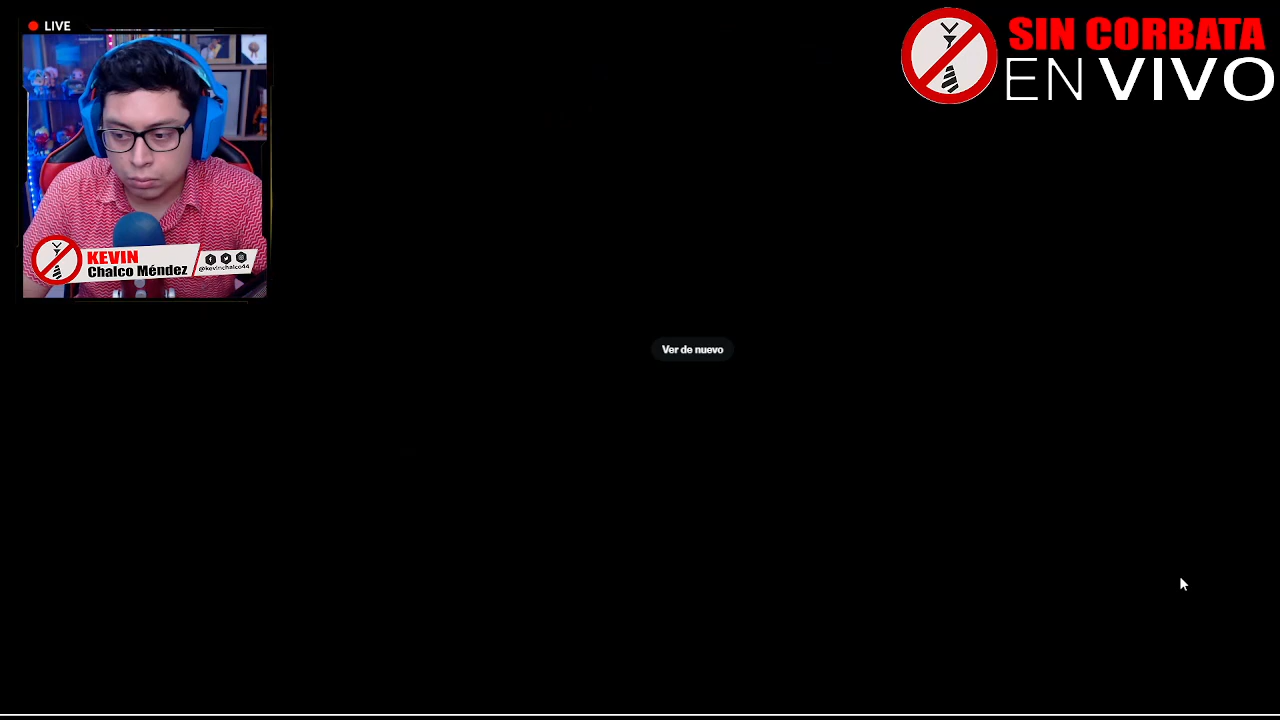 LIVE
SIN CORBATA
EN VIVO
KEVIN
Chalco Méndez
@kevinchalco44
Ver de nuevo